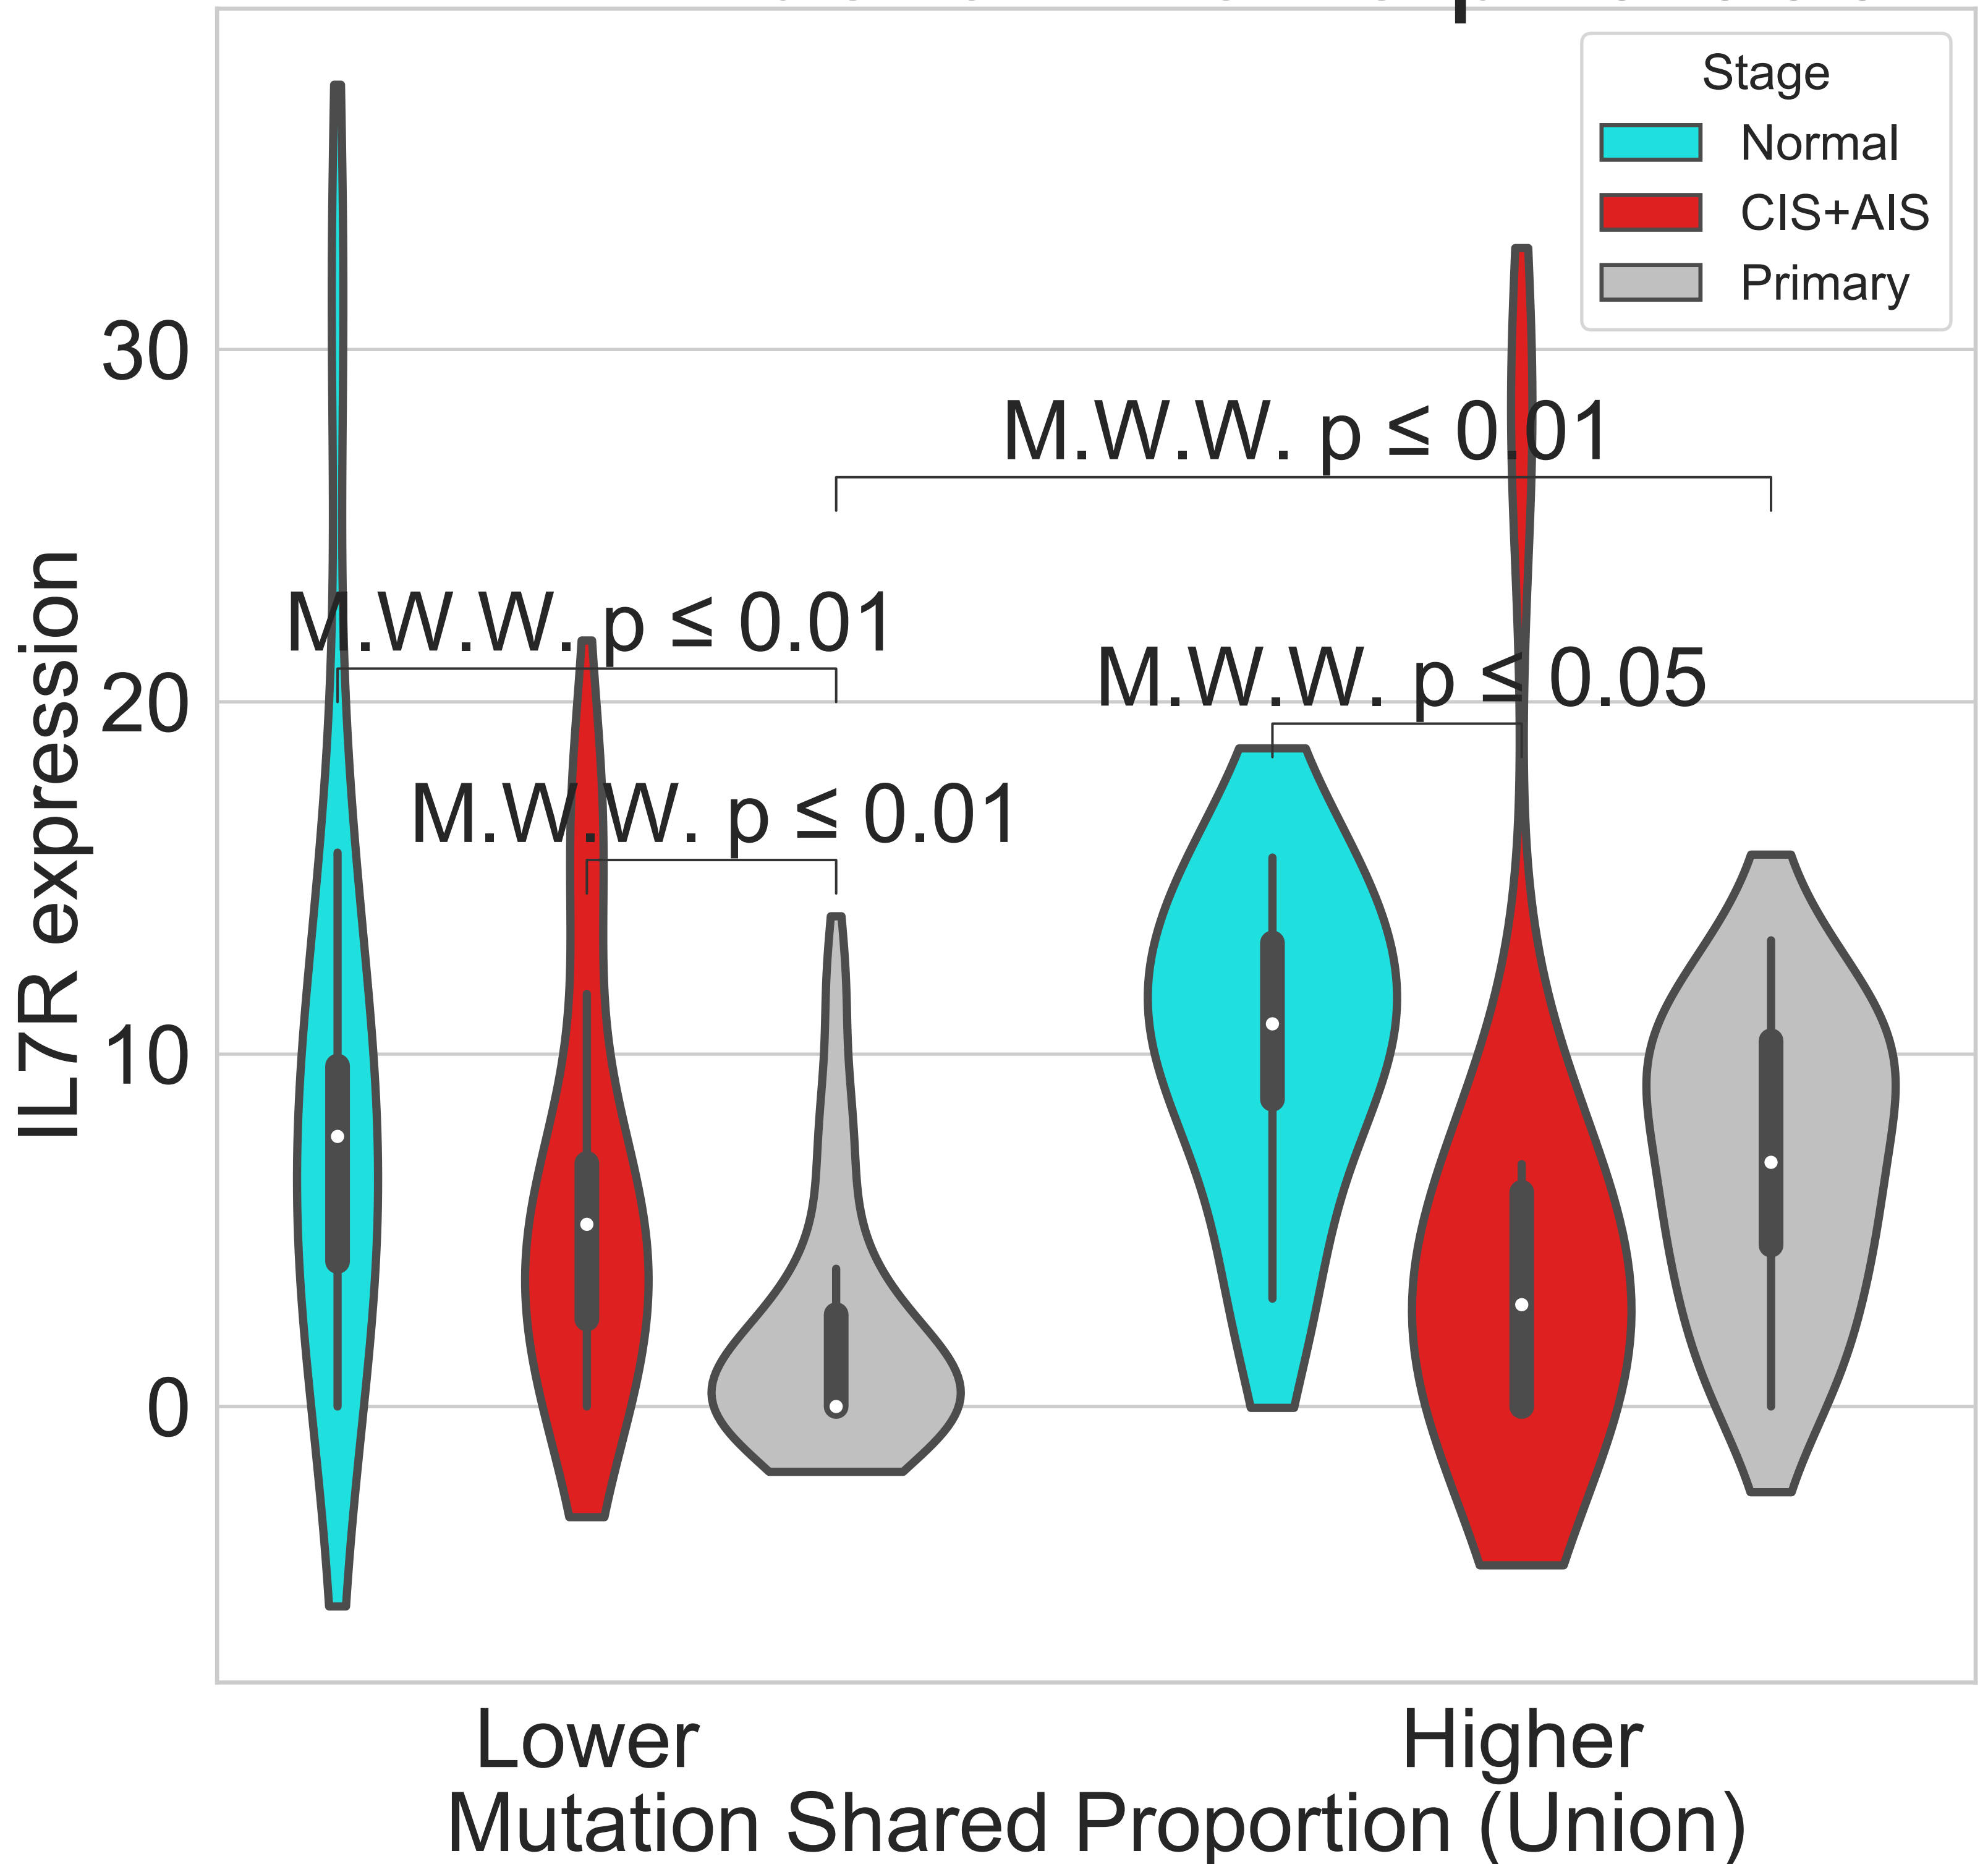 Stage
Normal
CIS+AIS
Primary
30
20
10
0
IL7R expression
M.W.W. p ≤ 0.01
M.W.W. p ≤ 0.01
M.W.W. p ≤ 0.05
M.W.W. p ≤ 0.01
Lower
Higher
Mutation Shared Proportion (Union)